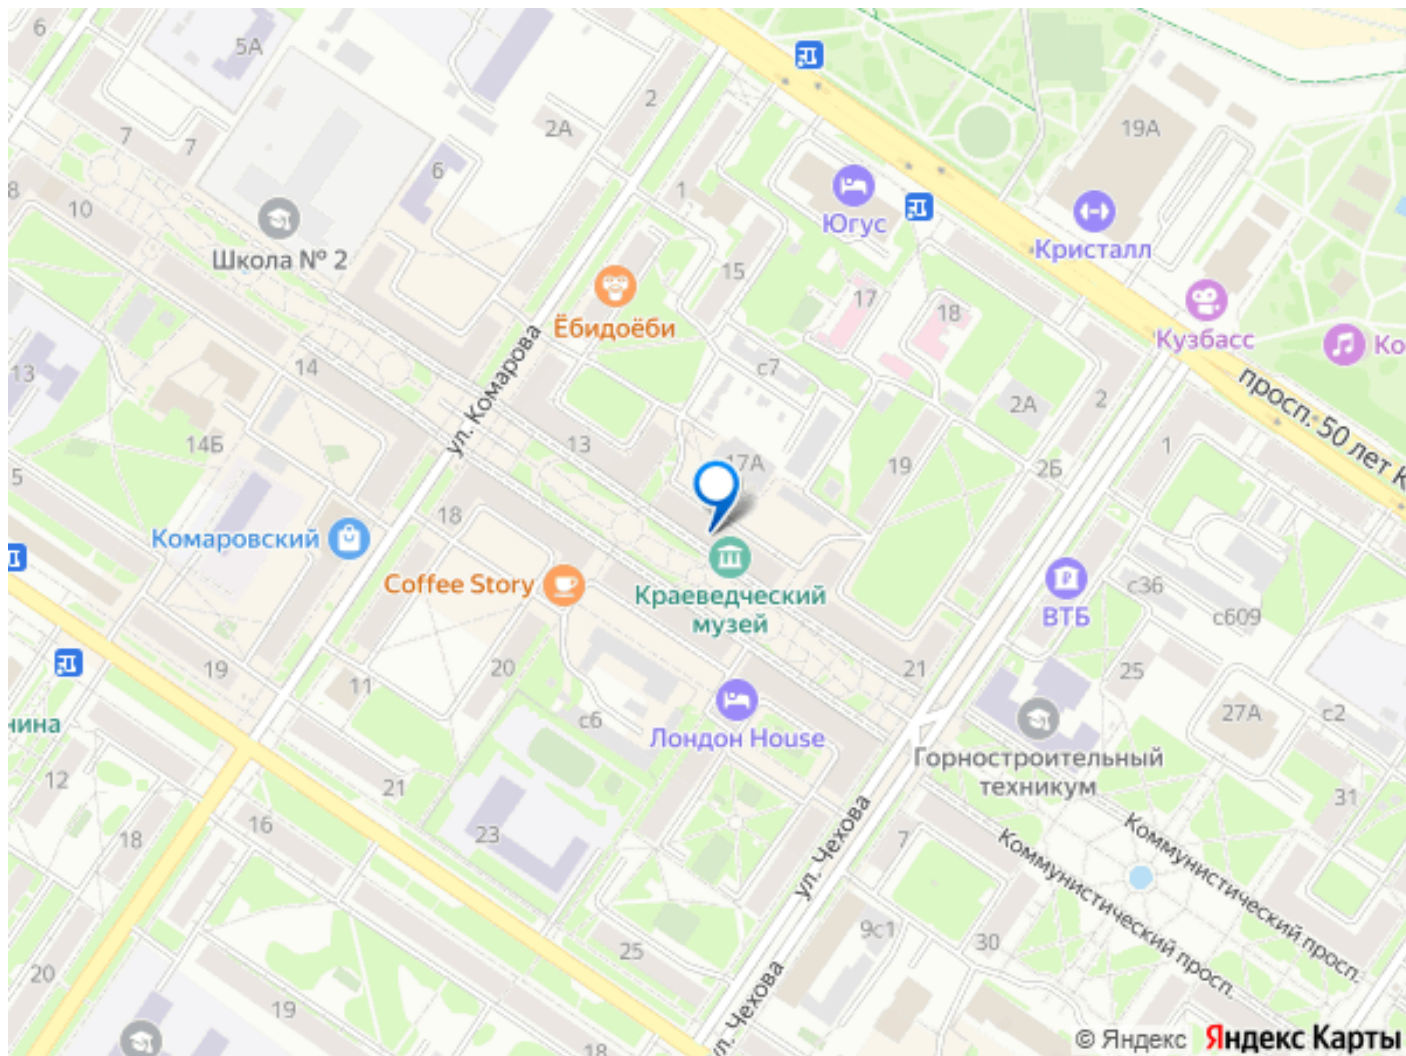 6
5А
2
2А
19А
7
7
6
1
8
10
Югус
Школа № 2
15
Кристалл
17
18
Ёбидоёби
Кузбасс
Ко
ул. Комарова
13
14
с7
2А
2
просп. 50 лет К
14Б
13
17А
19
2Б
1
5
18
Комаровский
Coffee Story
Краеведческий
музей
с36
ВТБ
с609
19
11
20
21
25
нина
с6
Лондон House
27А
с2
Горностроительный
техникум
12
21
31
18
16
23
ул. Чехова
7
Коммунистический просп.
Коммунистический просп.
25
9с1
30
20
19
ул. Чехова
18
© Яндекс Яндекс Карты